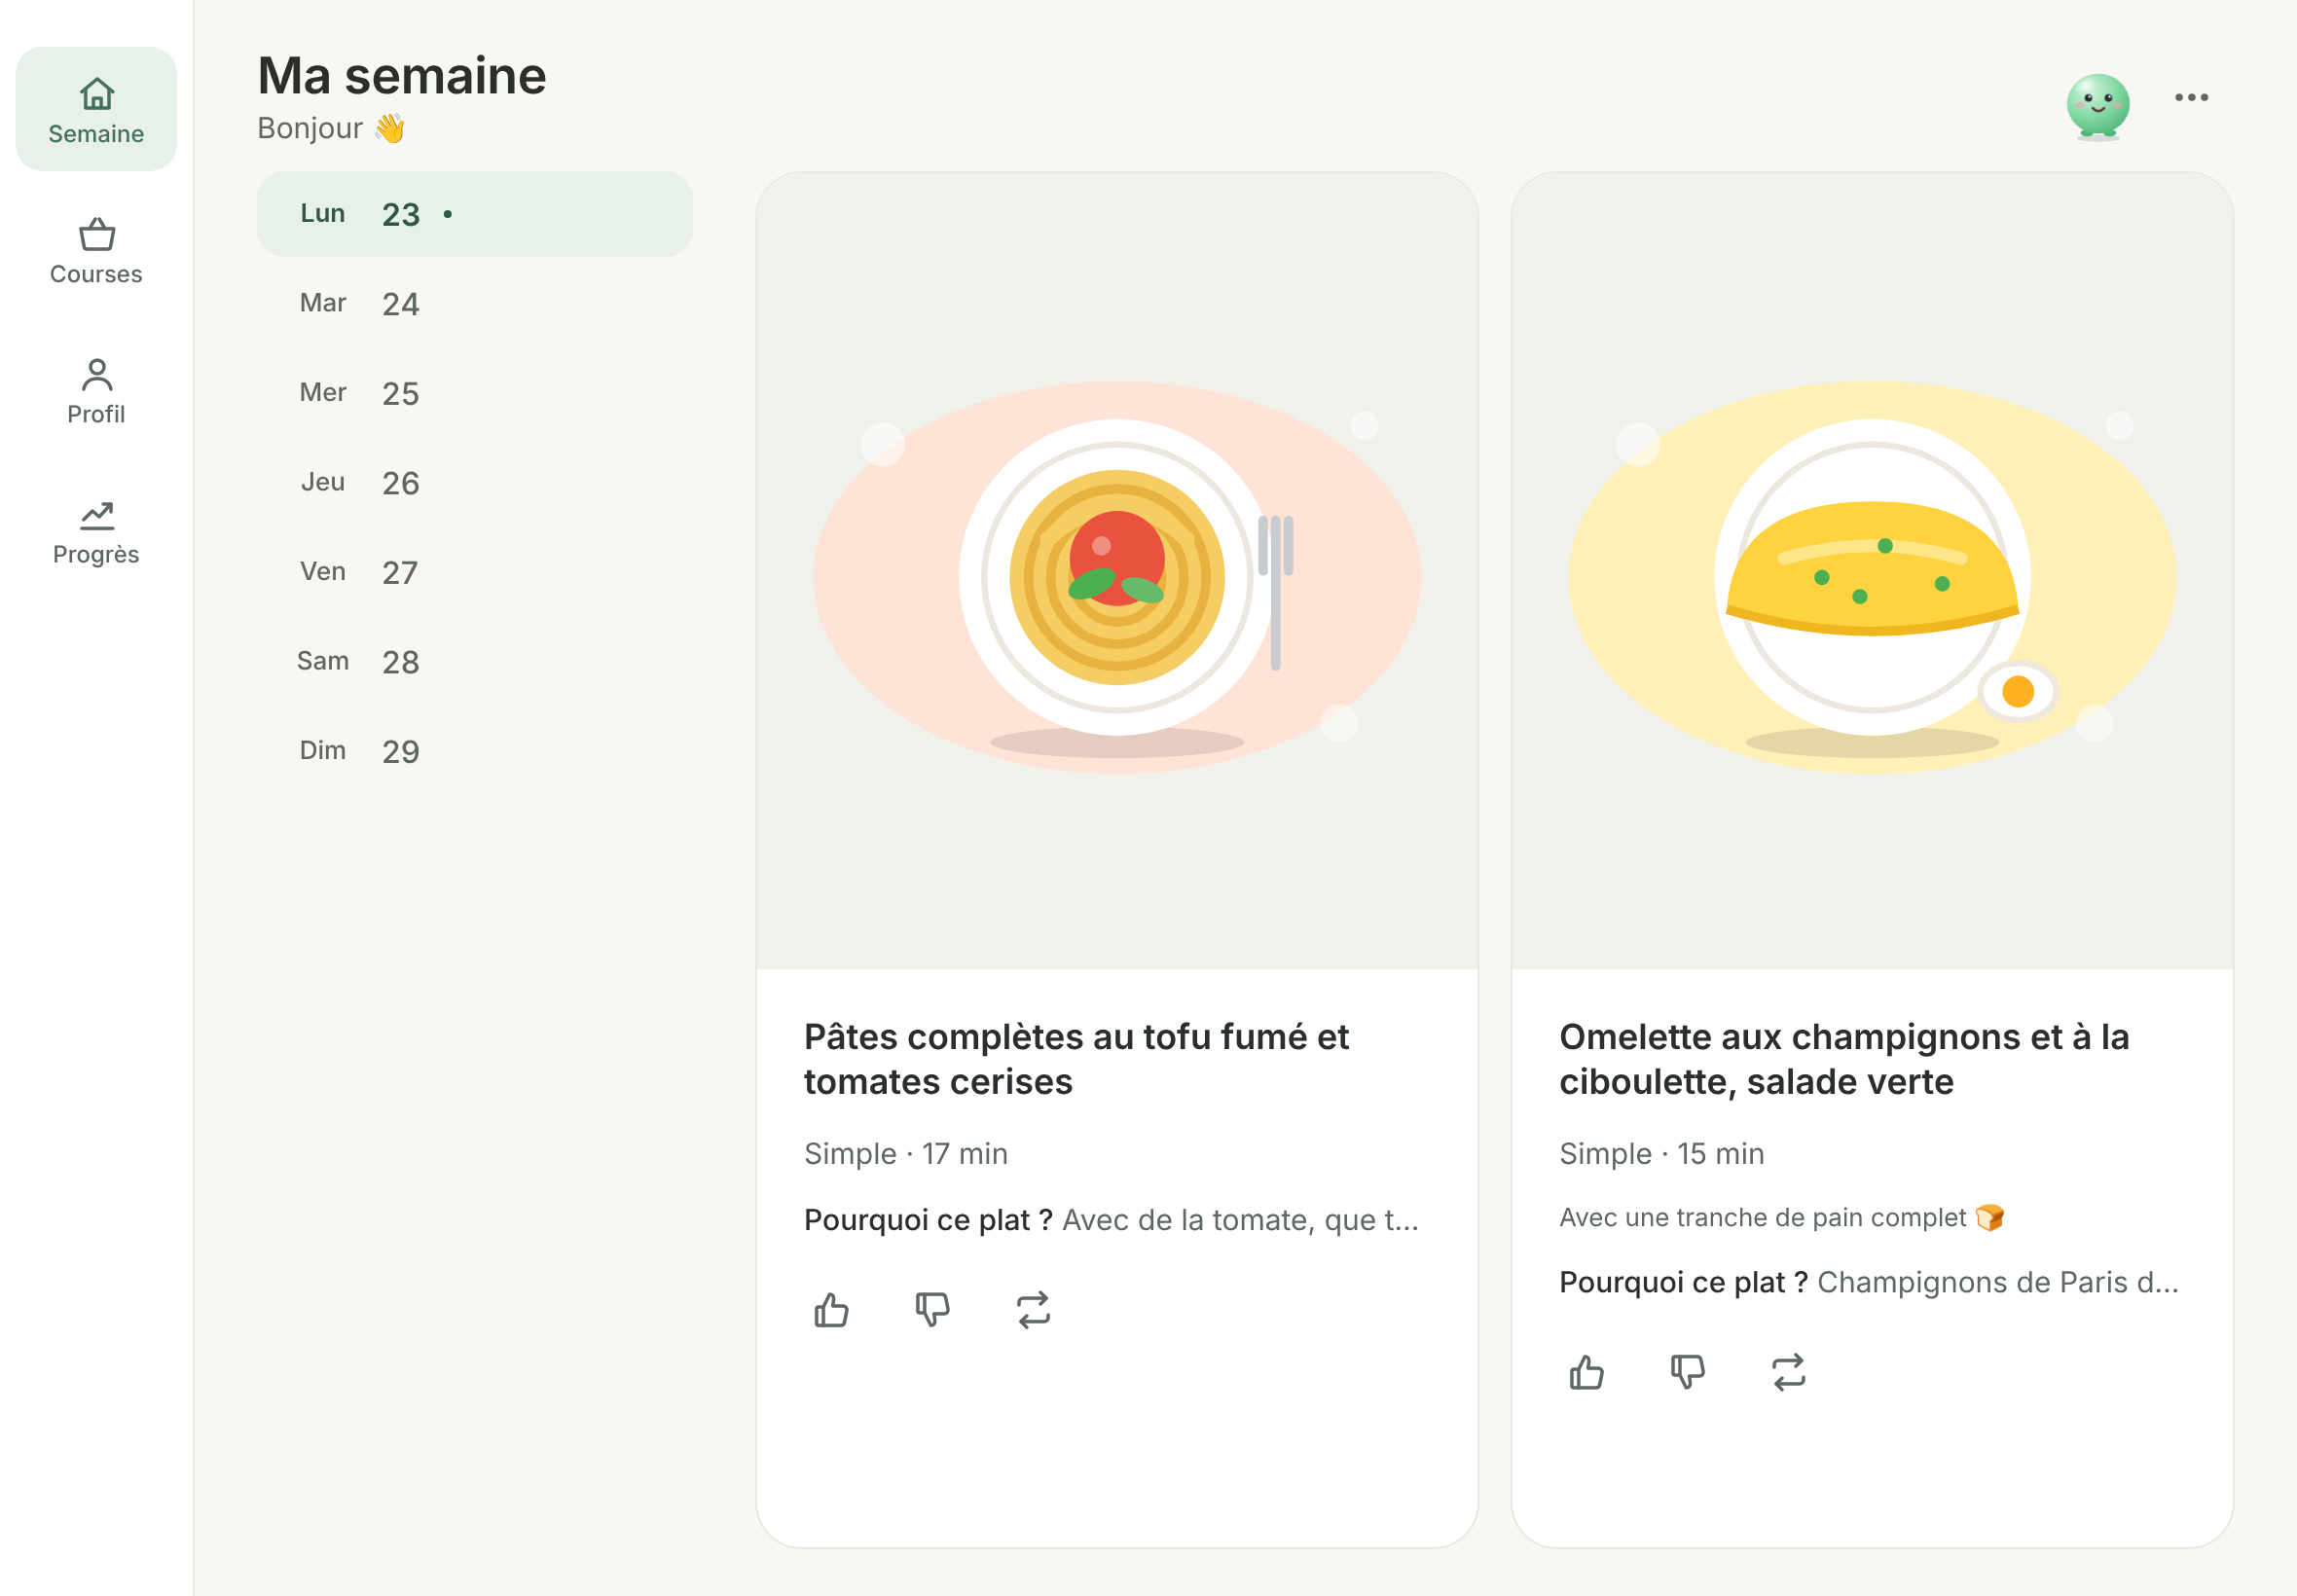 Semaine
Courses
Profil
Progrès
Ma semaine
Bonjour 👋
Lun 23 •
Mar 24
Mer 25
Jeu 26
Ven 27
Sam 28
Dim 29
Pâtes complètes au tofu fumé et
tomates cerises
Simple · 17 min
Pourquoi ce plat ? Avec de la tomate, que t...
Omelette aux champignons et à la
ciboulette, salade verte
Simple · 15 min
Avec une tranche de pain complet 🍞
Pourquoi ce plat ? Champignons de Paris d...